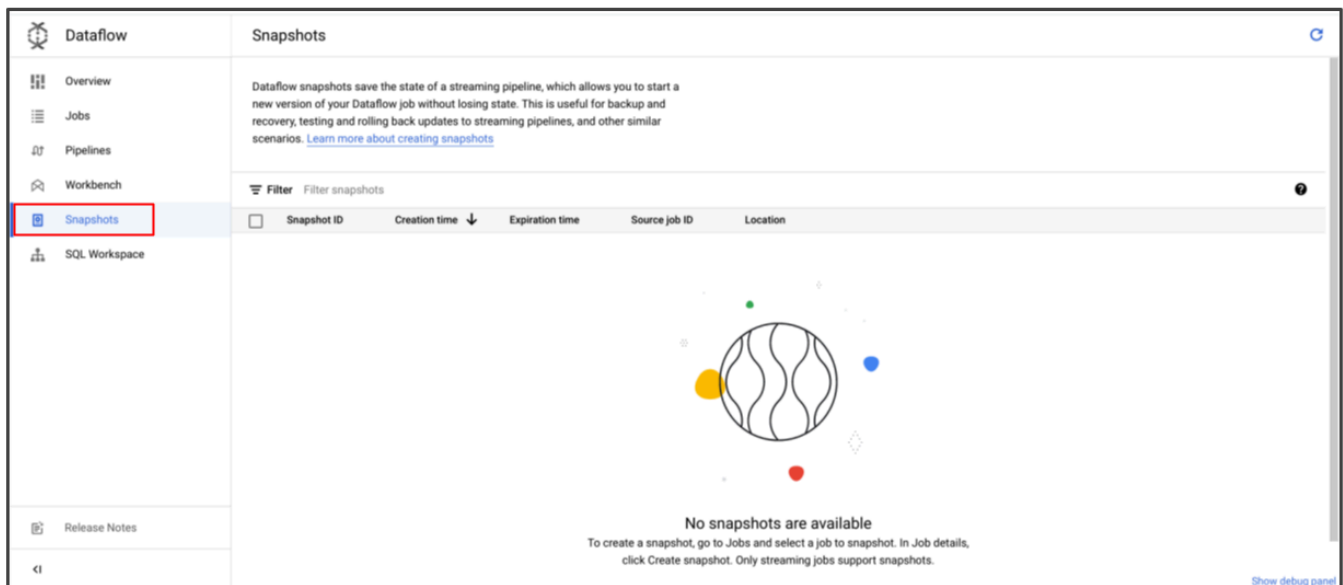 Dataflow
Snapshots
Overview
Jobs
Pipelines
Workbench
Snapshots
SQL Workspace
Release Notes
Dataflow snapshots save the state of a streaming pipeline, which allows you to start a
new version of your Dataflow job without losing state. This is useful for backup and
recovery, testing and rolling back updates to streaming pipelines, and other similar
scenarios. Learn more about creating snapshots
Filter Filter snapshots
Snapshot ID Creation time Expiration time Source job ID Location
No snapshots are available
To create a snapshot, go to Jobs and select a job to snapshot. In Job details,
click Create snapshot. Only streaming jobs support snapshots.
Show debug panel